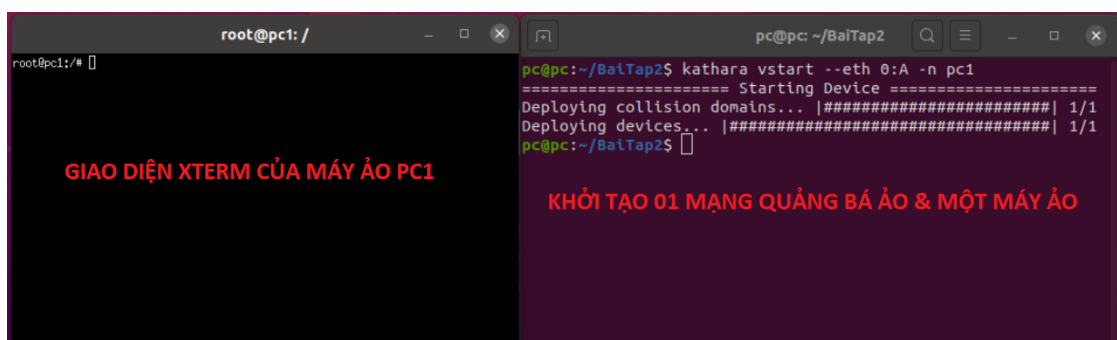 root@pc1: /
root@pc1:/#
GIAO DIỆN XTERM CỦA MÁY ẢO PC1
pc@pc: ~/BaiTap2
pc@pc:~/BaiTap2$ kathara vstart --eth 0:A -n pc1
====================== Starting Device ======================
Deploying collision domains... |########################| 1/1
Deploying devices... |##################################| 1/1
pc@pc:~/BaiTap2$
KHỞI TẠO 01 MẠNG QUẢNG BÁ ẢO & MỘT MÁY ẢO